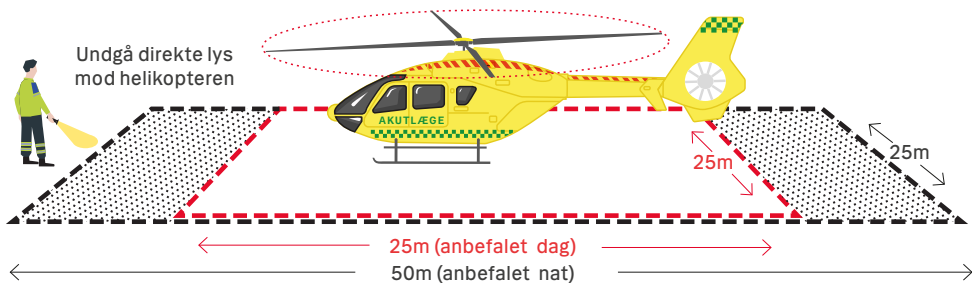 Undgå direkte lys
mod helikopteren
AKUTLÆGE
25m
25m
25m (anbefalet dag)
50m (anbefalet nat)